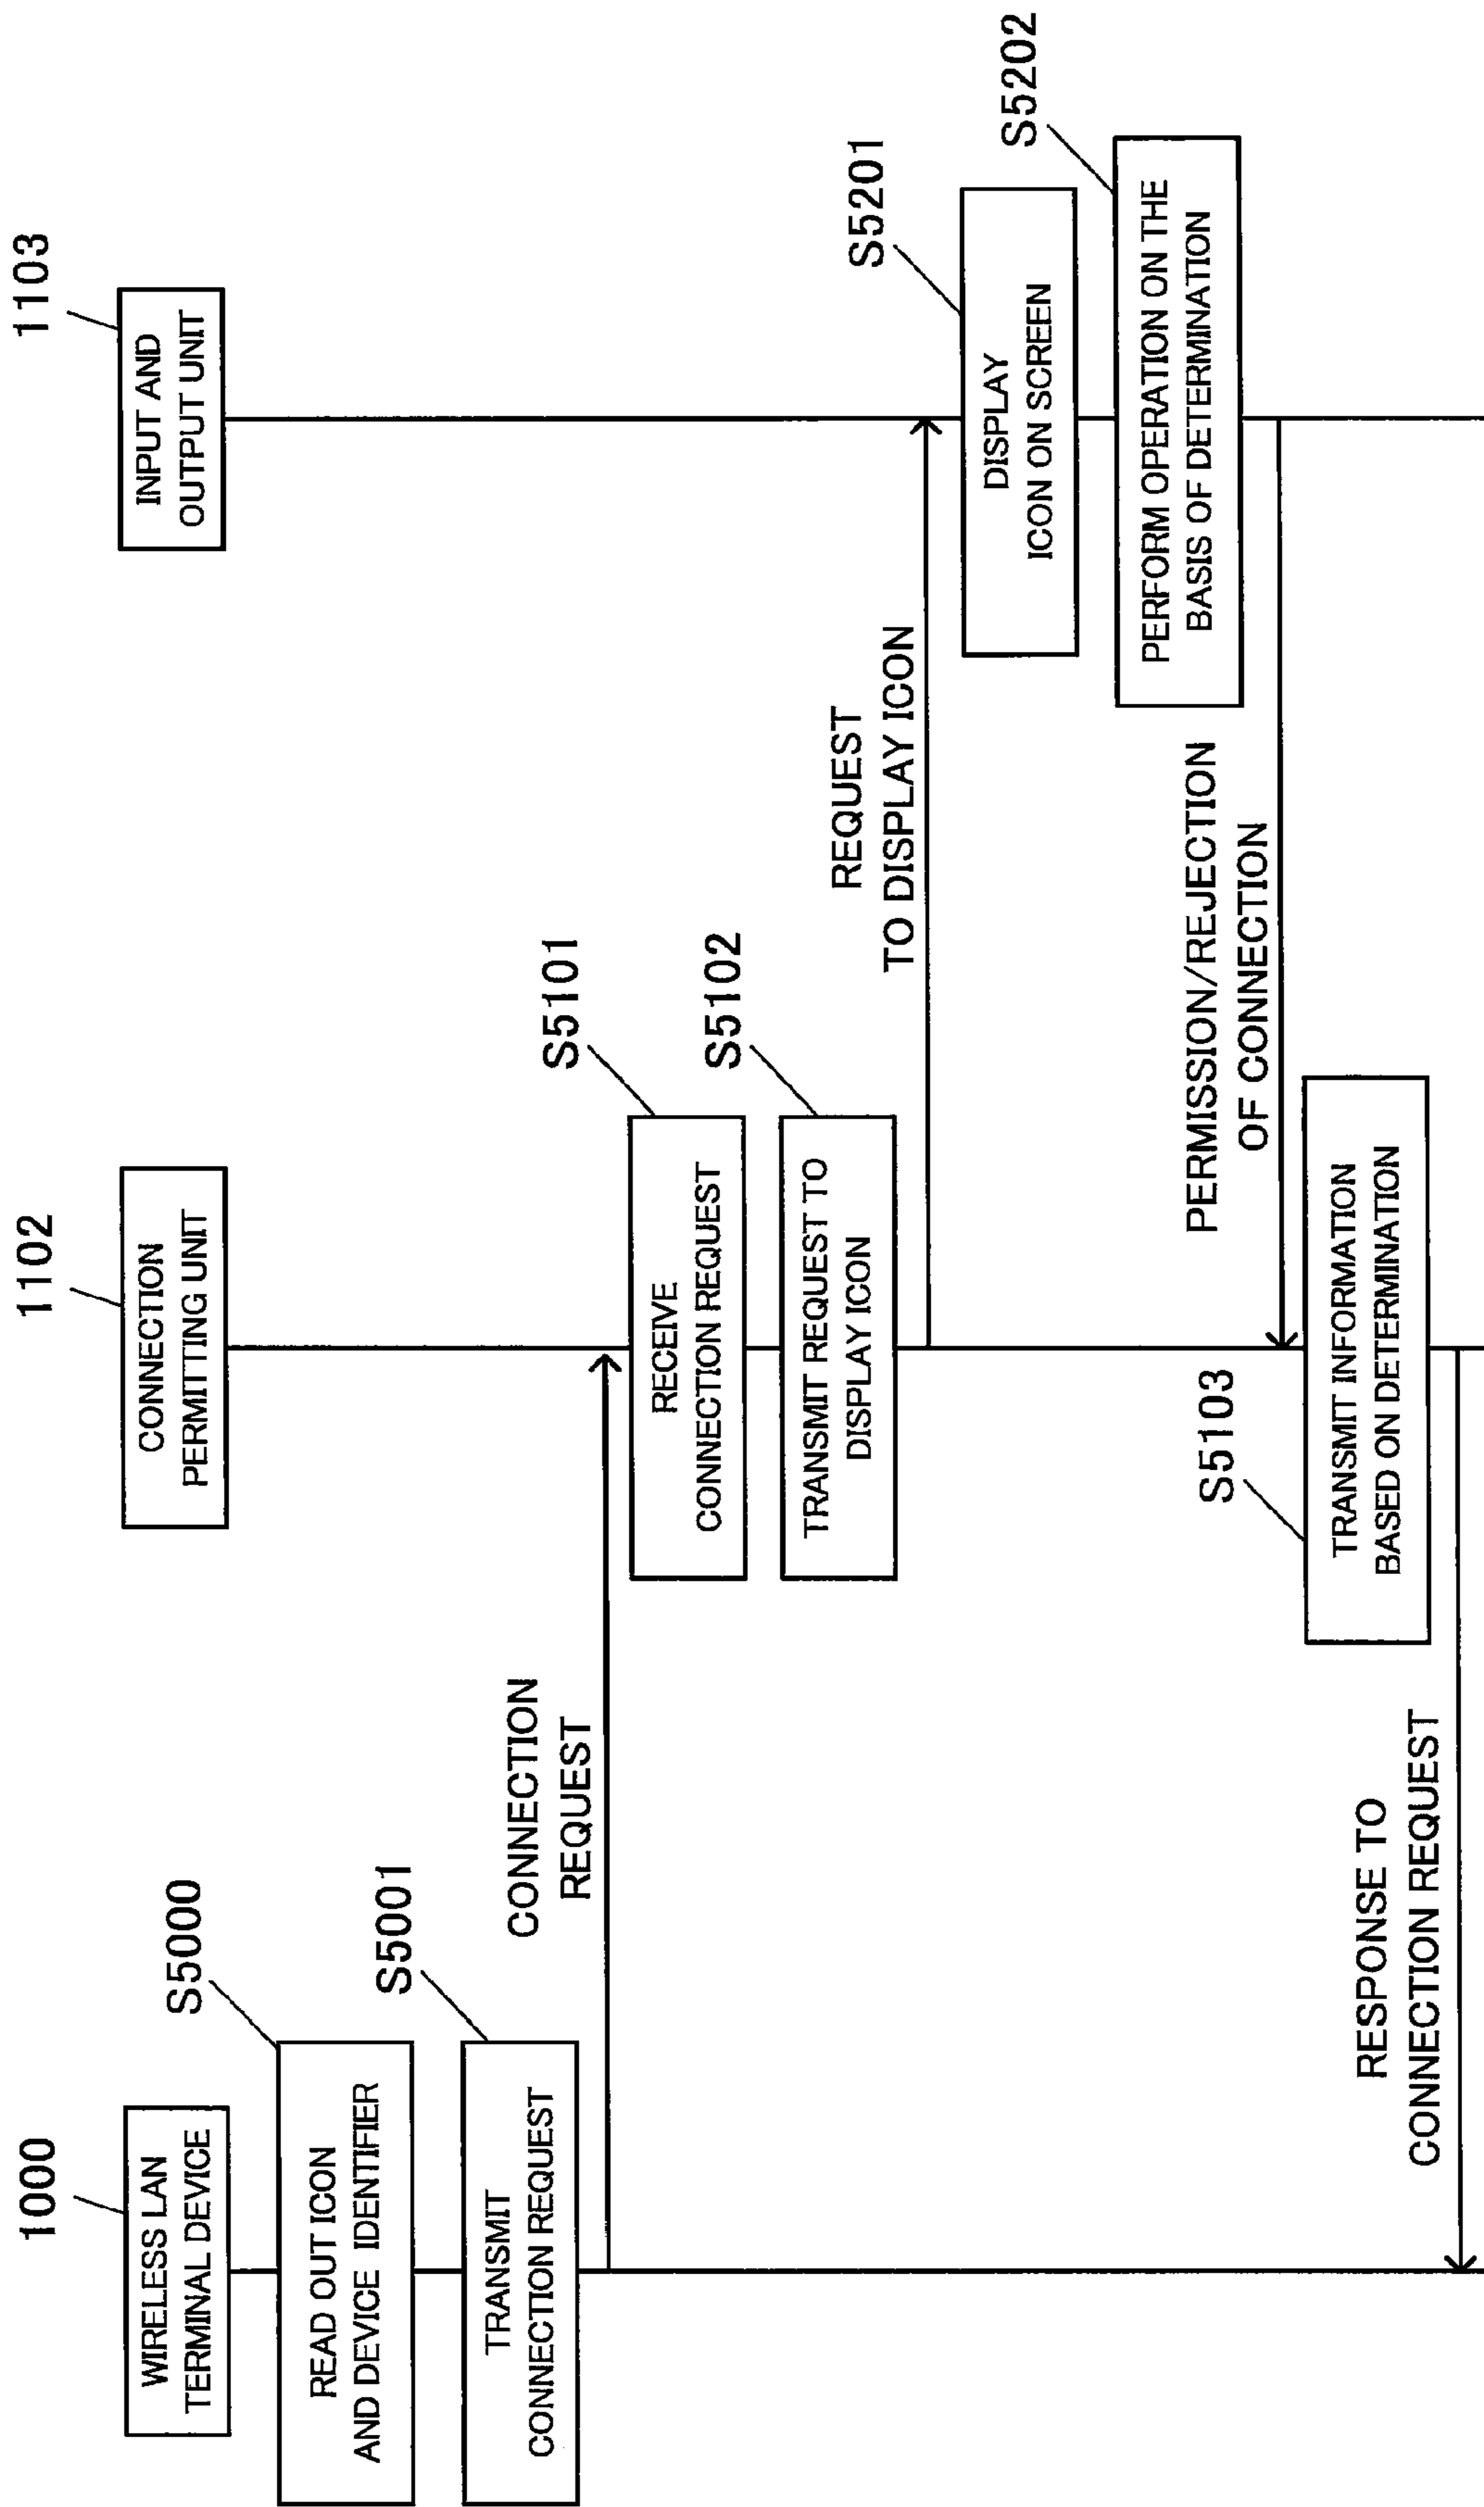 1000
WIRELESS LAN
TERMINAL DEVICE
1102
CONNECTION
PERMITTING UNIT
1103
INPUT AND
OUTPUT UNIT
S5000
READ OUT ICON
AND DEVICE IDENTIFIER
S5001
TRANSMIT
CONNECTION REQUEST
CONNECTION
REQUEST
S5101
RECEIVE
CONNECTION REQUEST
S5102
TRANSMIT REQUEST TO
DISPLAY ICON
REQUEST
TO DISPLAY ICON
S5201
DISPLAY
ICON ON SCREEN
S5202
PERFORM OPERATION ON THE
BASIS OF DETERMINATION
PERMISSION/REJECTION
OF CONNECTION
S5103
TRANSMIT INFORMATION
BASED ON DETERMINATION
RESPONSE TO
CONNECTION REQUEST